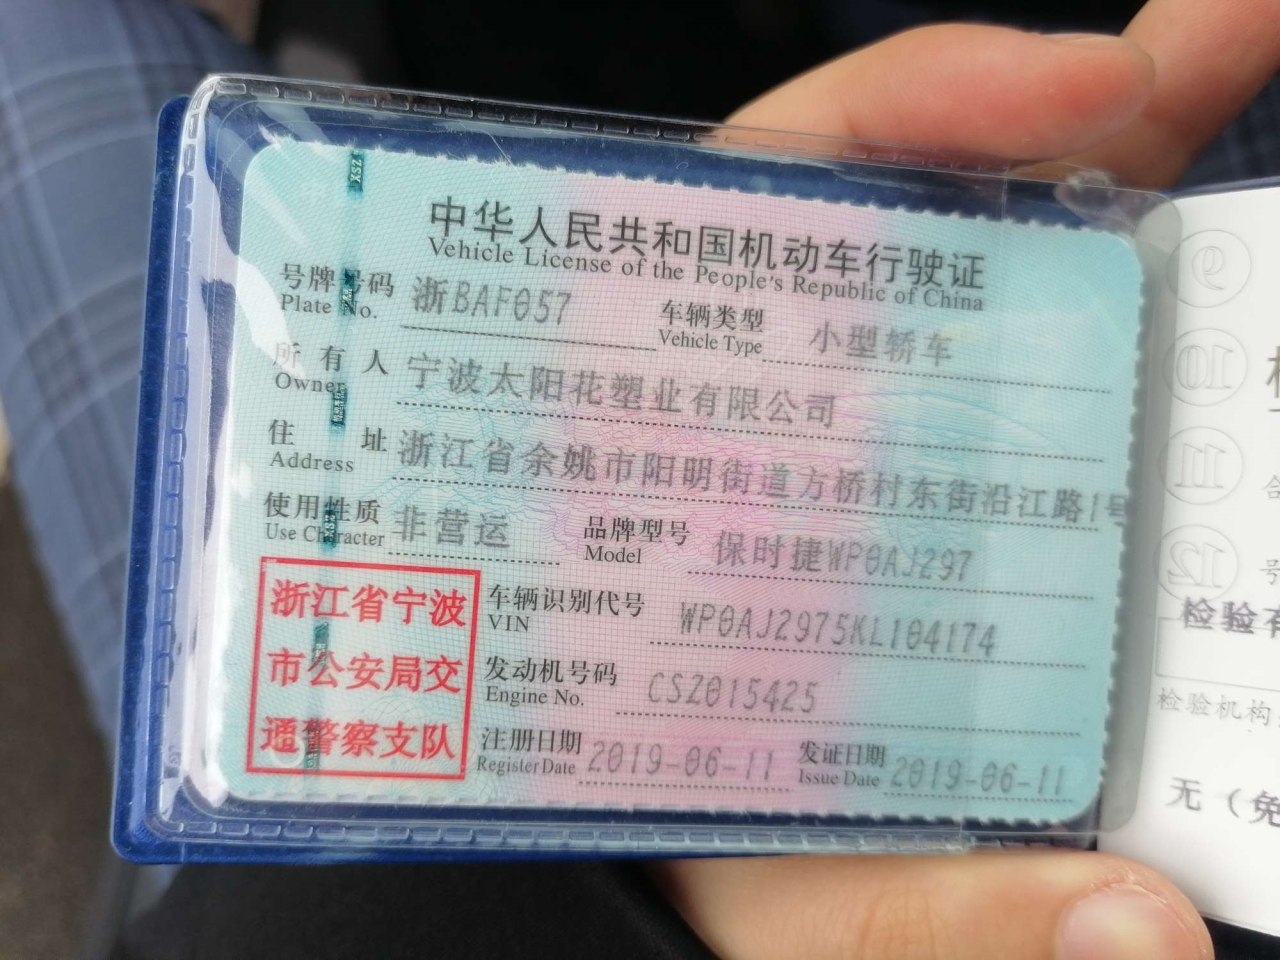 中华人民共和国机动车行驶证
Vehicle License of the People's Republic of China
号牌号码 浙BAF057 车辆类型 小型轿车
Plate No. Vehicle Type
所有人 宁波太阳花塑业有限公司
Owner
住址 浙江省余姚市阳明街道方桥村东街沿江路1号
Address
使用性质 非营运 品牌型号 保时捷WP0AJ297
Use Character Model
浙江省宁波
市公安局交
通警察支队
车辆识别代号 WP0AJ2975KL104174
VIN
发动机号码 CSZ015425
Engine No.
注册日期 2019-06-11 发证日期 2019-06-11
Register Date Issue Date
XSZ
9
10
11
12
号
检验有
检验机构
无（免